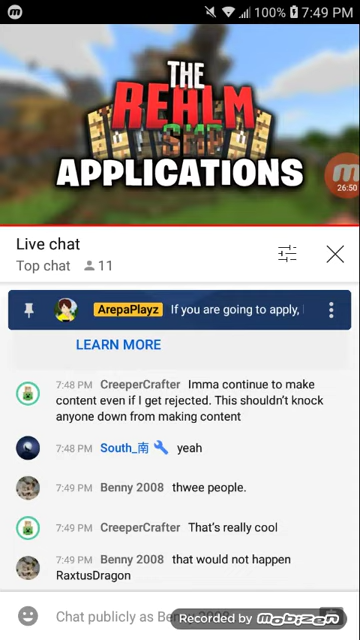 100% 7:49 PM
THE
REALM
SMP
APPLICATIONS
26:50
Live chat
Top chat 11
ArepaPlayz If you are going to apply,
LEARN MORE
7:48 PM CreeperCrafter Imma continue to make
content even if I get rejected. This shouldn't knock
anyone down from making content
7:48 PM South_南 yeah
7:49 PM Benny 2008 thwee people.
7:49 PM CreeperCrafter That's really cool
7:49 PM Benny 2008 that would not happen
RaxtusDragon
Chat publicly as Benny 2008
Recorded by Mobizen